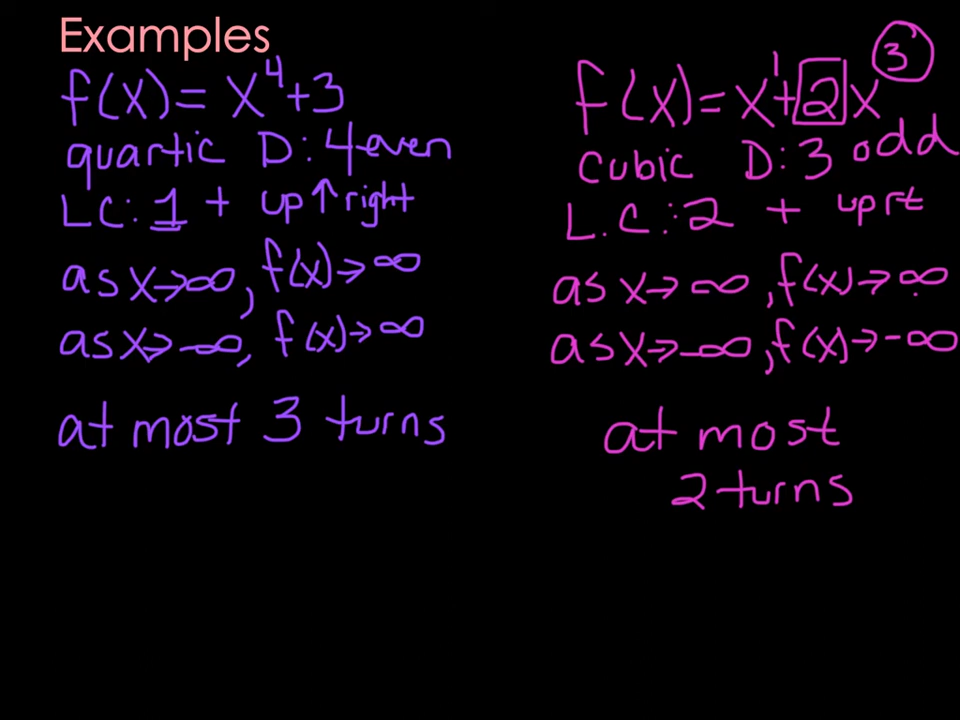 Examples
f(x) = x⁴+3
quartic D: 4 even
LC: 1 + up↑right
as x→∞, f(x)→∞
as x→-∞, f(x)→∞
at most 3 turns
f(x) = x¹+2x³
cubic D: 3 odd
L.C.: 2 + up rt
as x→∞, f(x)→∞
as x→-∞, f(x)→-∞
at most
2 turns